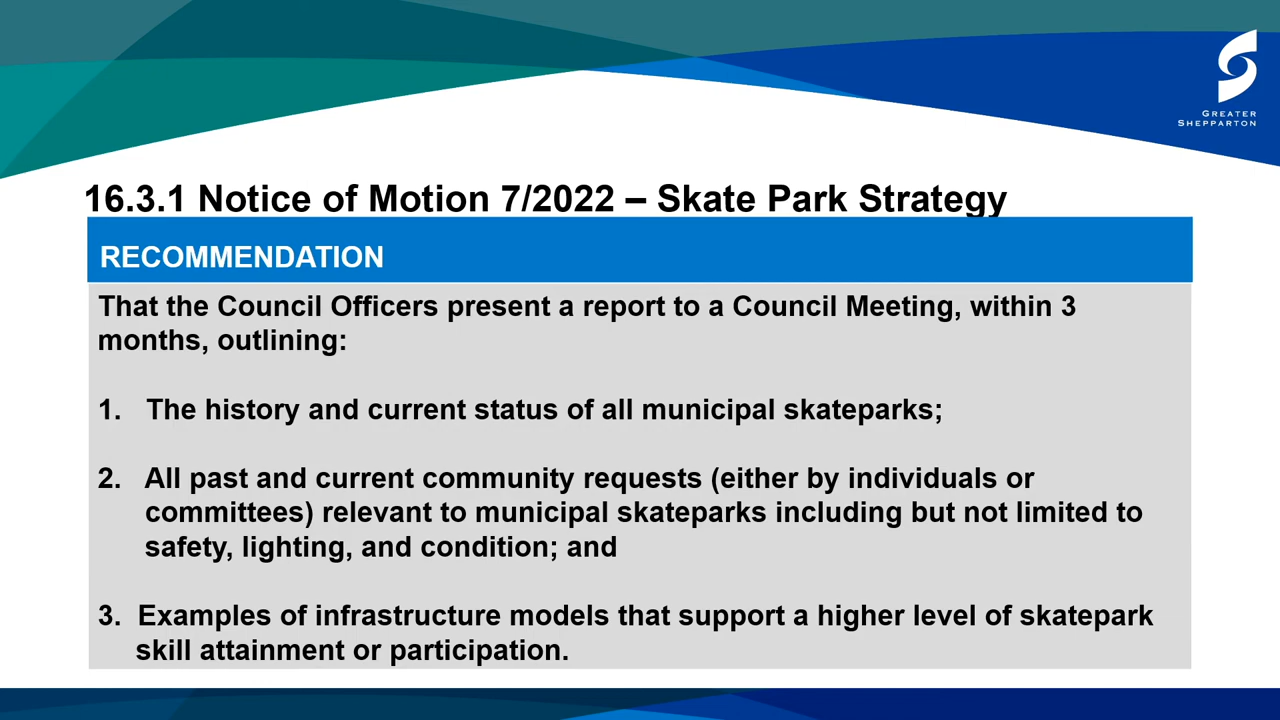 GREATER
SHEPPARTON
16.3.1 Notice of Motion 7/2022 – Skate Park Strategy
RECOMMENDATION
That the Council Officers present a report to a Council Meeting, within 3
months, outlining:
1. The history and current status of all municipal skateparks;
2. All past and current community requests (either by individuals or
committees) relevant to municipal skateparks including but not limited to
safety, lighting, and condition; and
3. Examples of infrastructure models that support a higher level of skatepark
skill attainment or participation.